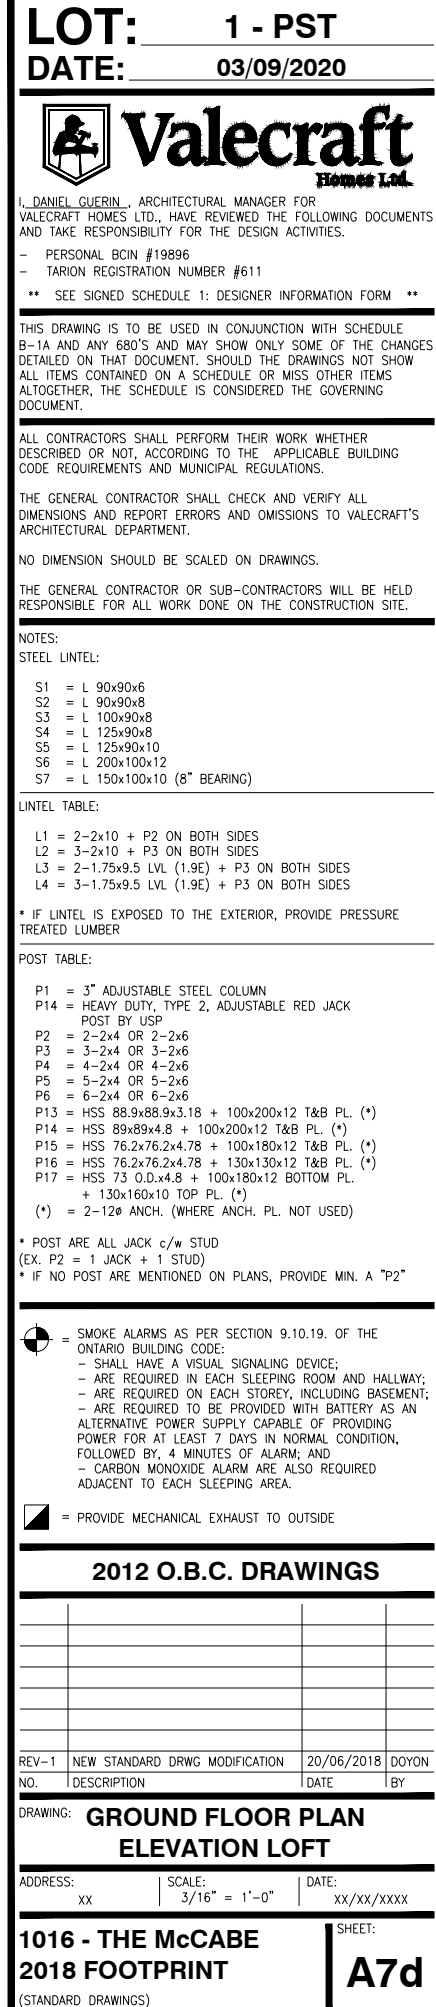 LOT: 1 - PST
DATE: 03/09/2020
Valecraft
Homes Ltd.
I, DANIEL GUERIN , ARCHITECTURAL MANAGER FOR
VALECRAFT HOMES LTD., HAVE REVIEWED THE FOLLOWING DOCUMENTS
AND TAKE RESPONSIBILITY FOR THE DESIGN ACTIVITIES.
– PERSONAL BCIN #19896
– TARION REGISTRATION NUMBER #611
** SEE SIGNED SCHEDULE 1: DESIGNER INFORMATION FORM **
THIS DRAWING IS TO BE USED IN CONJUNCTION WITH SCHEDULE
B–1A AND ANY 680'S AND MAY SHOW ONLY SOME OF THE CHANGES
DETAILED ON THAT DOCUMENT. SHOULD THE DRAWINGS NOT SHOW
ALL ITEMS CONTAINED ON A SCHEDULE OR MISS OTHER ITEMS
ALTOGETHER, THE SCHEDULE IS CONSIDERED THE GOVERNING
DOCUMENT.
ALL CONTRACTORS SHALL PERFORM THEIR WORK WHETHER
DESCRIBED OR NOT, ACCORDING TO THE APPLICABLE BUILDING
CODE REQUIREMENTS AND MUNICIPAL REGULATIONS.
THE GENERAL CONTRACTOR SHALL CHECK AND VERIFY ALL
DIMENSIONS AND REPORT ERRORS AND OMISSIONS TO VALECRAFT'S
ARCHITECTURAL DEPARTMENT.
NO DIMENSION SHOULD BE SCALED ON DRAWINGS.
THE GENERAL CONTRACTOR OR SUB–CONTRACTORS WILL BE HELD
RESPONSIBLE FOR ALL WORK DONE ON THE CONSTRUCTION SITE.
NOTES:
STEEL LINTEL:
S1 = L 90x90x6
S2 = L 90x90x8
S3 = L 100x90x8
S4 = L 125x90x8
S5 = L 125x90x10
S6 = L 200x100x12
S7 = L 150x100x10 (8" BEARING)
LINTEL TABLE:
L1 = 2–2x10 + P2 ON BOTH SIDES
L2 = 3–2x10 + P3 ON BOTH SIDES
L3 = 2–1.75x9.5 LVL (1.9E) + P3 ON BOTH SIDES
L4 = 3–1.75x9.5 LVL (1.9E) + P3 ON BOTH SIDES
* IF LINTEL IS EXPOSED TO THE EXTERIOR, PROVIDE PRESSURE
TREATED LUMBER
POST TABLE:
P1 = 3" ADJUSTABLE STEEL COLUMN
P14 = HEAVY DUTY, TYPE 2, ADJUSTABLE RED JACK
POST BY USP
P2 = 2–2x4 OR 2–2x6
P3 = 3–2x4 OR 3–2x6
P4 = 4–2x4 OR 4–2x6
P5 = 5–2x4 OR 5–2x6
P6 = 6–2x4 OR 6–2x6
P13 = HSS 88.9x88.9x3.18 + 100x200x12 T&B PL. (*)
P14 = HSS 89x89x4.8 + 100x200x12 T&B PL. (*)
P15 = HSS 76.2x76.2x4.78 + 100x180x12 T&B PL. (*)
P16 = HSS 76.2x76.2x4.78 + 130x130x12 T&B PL. (*)
P17 = HSS 73 O.D.x4.8 + 100x180x12 BOTTOM PL.
+ 130x160x10 TOP PL. (*)
(*) = 2–12ø ANCH. (WHERE ANCH. PL. NOT USED)
* POST ARE ALL JACK c/w STUD
(EX. P2 = 1 JACK + 1 STUD)
* IF NO POST ARE MENTIONED ON PLANS, PROVIDE MIN. A "P2"
= SMOKE ALARMS AS PER SECTION 9.10.19. OF THE
ONTARIO BUILDING CODE:
– SHALL HAVE A VISUAL SIGNALING DEVICE;
– ARE REQUIRED IN EACH SLEEPING ROOM AND HALLWAY;
– ARE REQUIRED ON EACH STOREY, INCLUDING BASEMENT;
– ARE REQUIRED TO BE PROVIDED WITH BATTERY AS AN
ALTERNATIVE POWER SUPPLY CAPABLE OF PROVIDING
POWER FOR AT LEAST 7 DAYS IN NORMAL CONDITION,
FOLLOWED BY, 4 MINUTES OF ALARM; AND
– CARBON MONOXIDE ALARM ARE ALSO REQUIRED
ADJACENT TO EACH SLEEPING AREA.
= PROVIDE MECHANICAL EXHAUST TO OUTSIDE
2012 O.B.C. DRAWINGS
REV–1 NEW STANDARD DRWG MODIFICATION 20/06/2018 DOYON
NO. DESCRIPTION DATE BY
DRAWING: GROUND FLOOR PLAN
ELEVATION LOFT
ADDRESS: SCALE: DATE:
XX 3/16" = 1'–0" XX/XX/XXXX
1016 - THE McCABE
2018 FOOTPRINT
(STANDARD DRAWINGS)
SHEET:
A7d